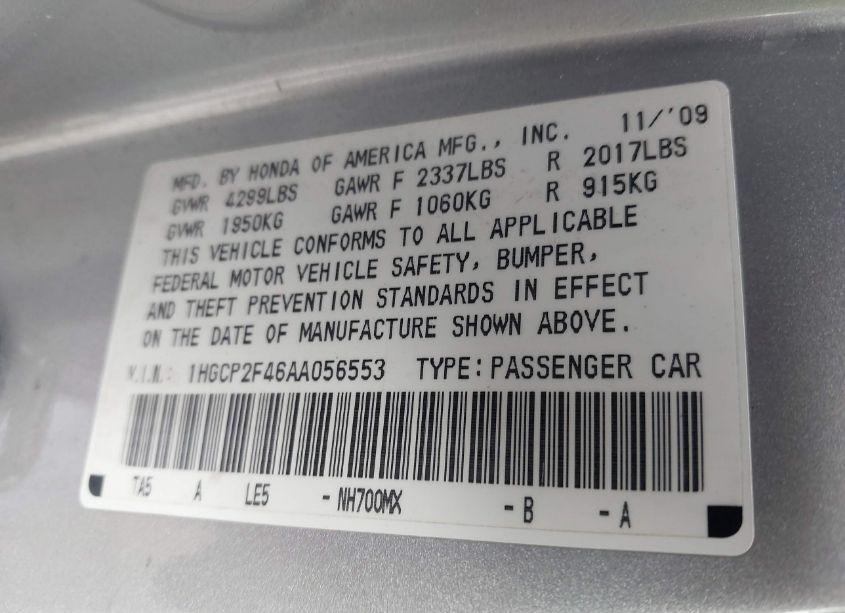 MFD. BY HONDA OF AMERICA MFG., INC. 11/'09
GVWR 4299LBS GAWR F 2337LBS R 2017LBS
GVWR 1950KG GAWR F 1060KG R 915KG
THIS VEHICLE CONFORMS TO ALL APPLICABLE
FEDERAL MOTOR VEHICLE SAFETY, BUMPER,
AND THEFT PREVENTION STANDARDS IN EFFECT
ON THE DATE OF MANUFACTURE SHOWN ABOVE.
V.I.N.: 1HGCP2F46AA056553 TYPE:PASSENGER CAR
TA5 A LE5 - NH700MX - B - A